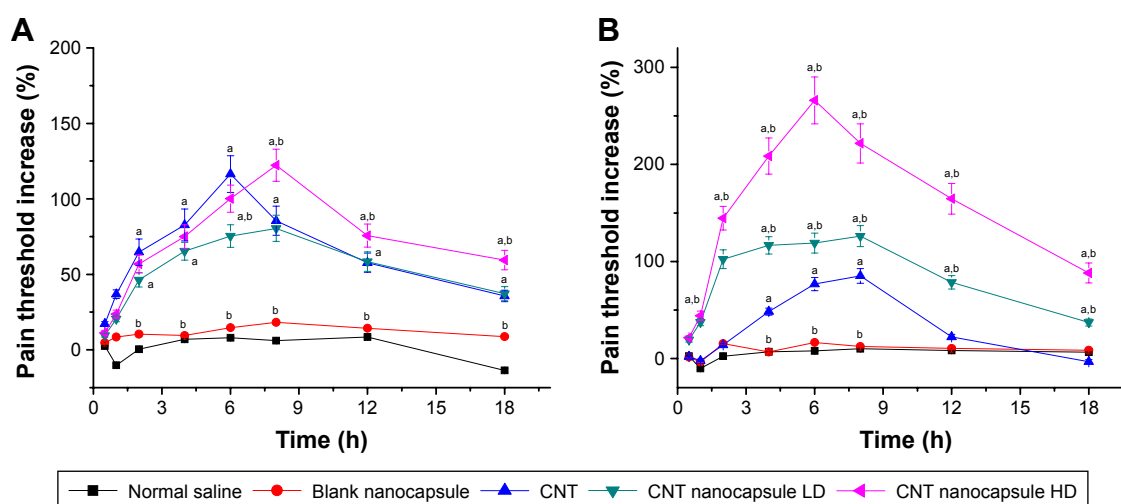 A
Pain threshold increase (%)
200
150
100
50
0
a
a
a
a
a
a,b
a,b
a
a,b
a
a,b
a
b
b
b
b
b
b
0
3
6
9
12
15
18
Time (h)
B
Pain threshold increase (%)
300
200
100
0
a,b
a,b
a,b
a,b
a,b
a,b
a,b
a,b
a,b
a,b
a,b
a,b
a,b
a
a
a
b
b
b
0
3
6
9
12
15
18
Time (h)
Normal saline Blank nanocapsule CNT CNT nanocapsule LD CNT nanocapsule HD